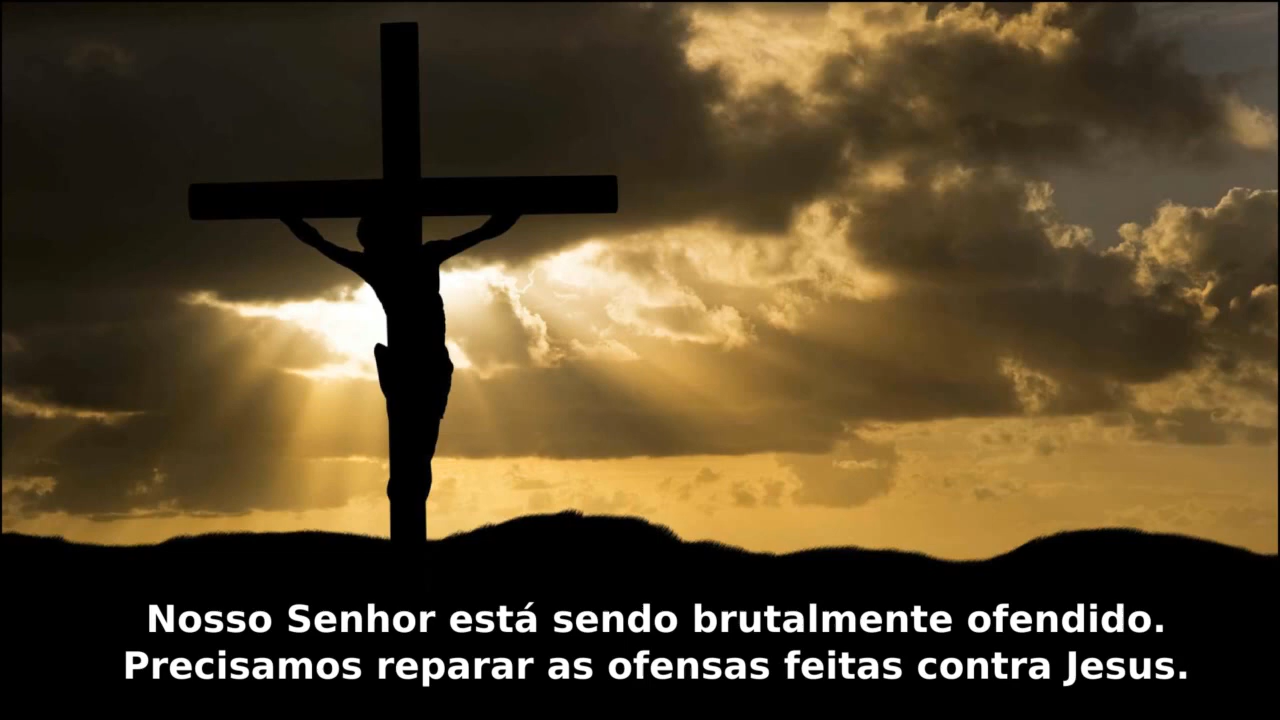 Nosso Senhor está sendo brutalmente ofendido.
Precisamos reparar as ofensas feitas contra Jesus.